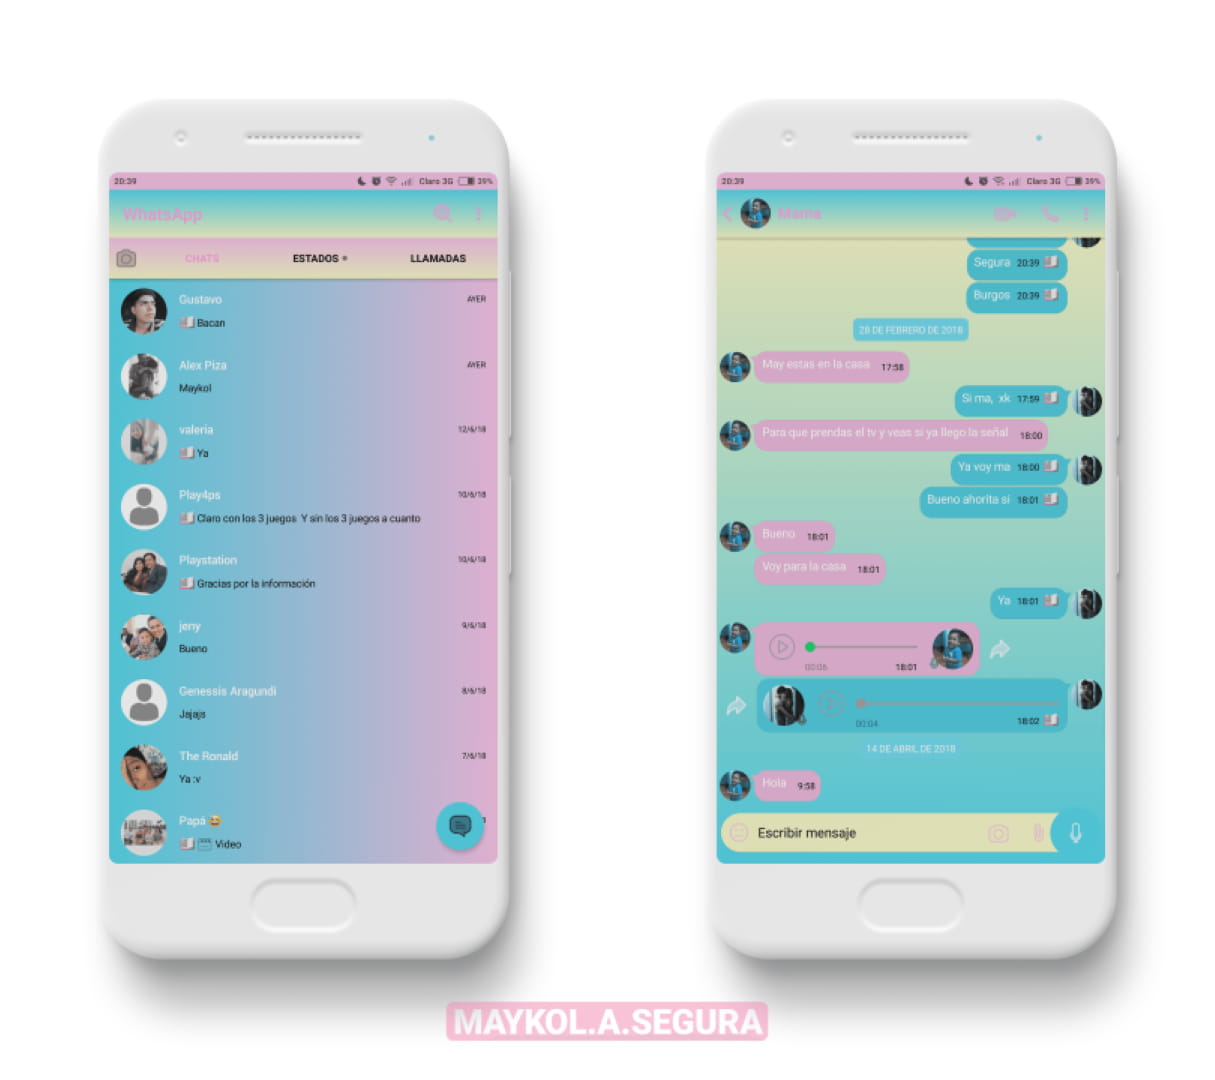 20:39 Claro 3G 39%
WhatsApp
CHATS ESTADOS LLAMADAS
Gustavo AYER
Bacan
Alex Piza AYER
Maykol
valeria 12/6/18
Ya
Play4ps 10/6/18
Claro con los 3 juegos Y sin los 3 juegos a cuanto
Playstation 10/6/18
Gracias por la información
jeny 9/6/18
Bueno
Genessis Aragundi 8/6/18
Jajajs
The Ronald 7/6/18
Ya :v
Papá 😂
Video
20:39 Claro 3G 39%
Mama
Segura 20:39
Burgos 20:39
28 DE FEBRERO DE 2018
May estas en la casa 17:58
Si ma, xk 17:59
Para que prendas el tv y veas si ya llego la señal 18:00
Ya voy ma 18:00
Bueno ahorita si 18:01
Bueno 18:01
Voy para la casa 18:01
Ya 18:01
00:06 18:01
00:04 18:02
14 DE ABRIL DE 2018
Hola 9:58
Escribir mensaje
MAYKOL.A.SEGURA